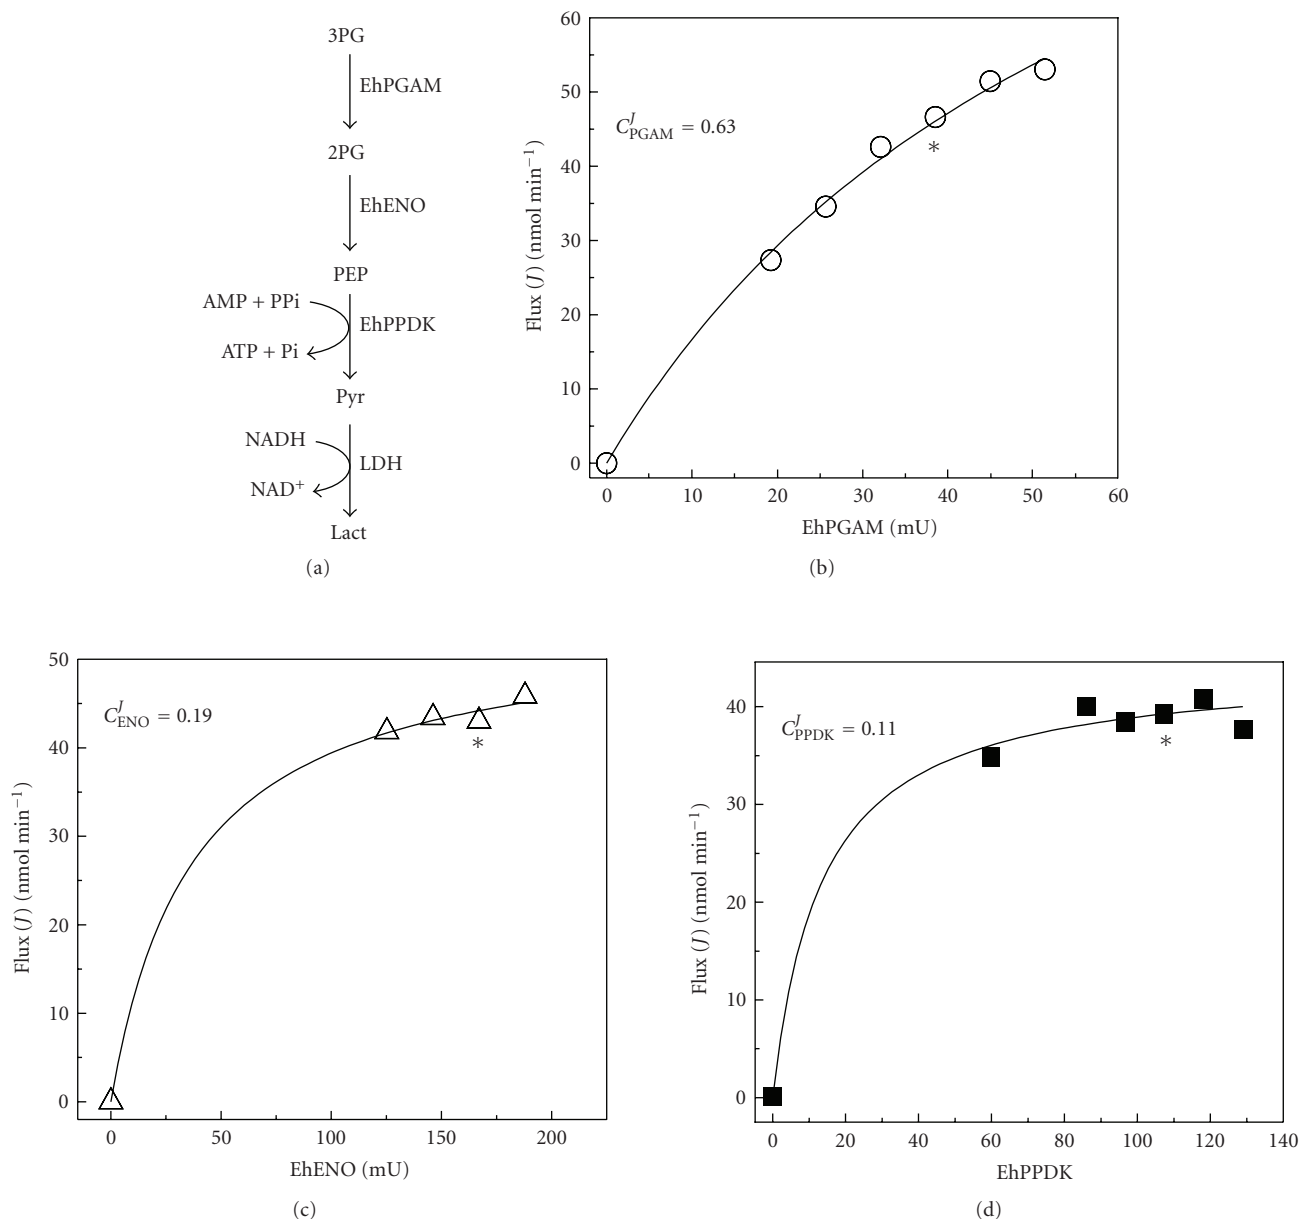 3PG
EhPGAM
2PG
EhENO
PEP
AMP + PPi
EhPPDK
ATP + Pi
Pyr
NADH
LDH
NAD⁺
Lact
(a)
60
50
40
30
20
10
0
Flux (J) (nmol min⁻¹)
C^J_PGAM = 0.63
*
0 10 20 30 40 50 60
EhPGAM (mU)
(b)
50
40
30
20
10
0
Flux (J) (nmol min⁻¹)
C^J_ENO = 0.19
*
0 50 100 150 200
EhENO (mU)
(c)
40
30
20
10
0
Flux (J) (nmol min⁻¹)
C^J_PPDK = 0.11
*
0 20 40 60 80 100 120 140
EhPPDK
(d)